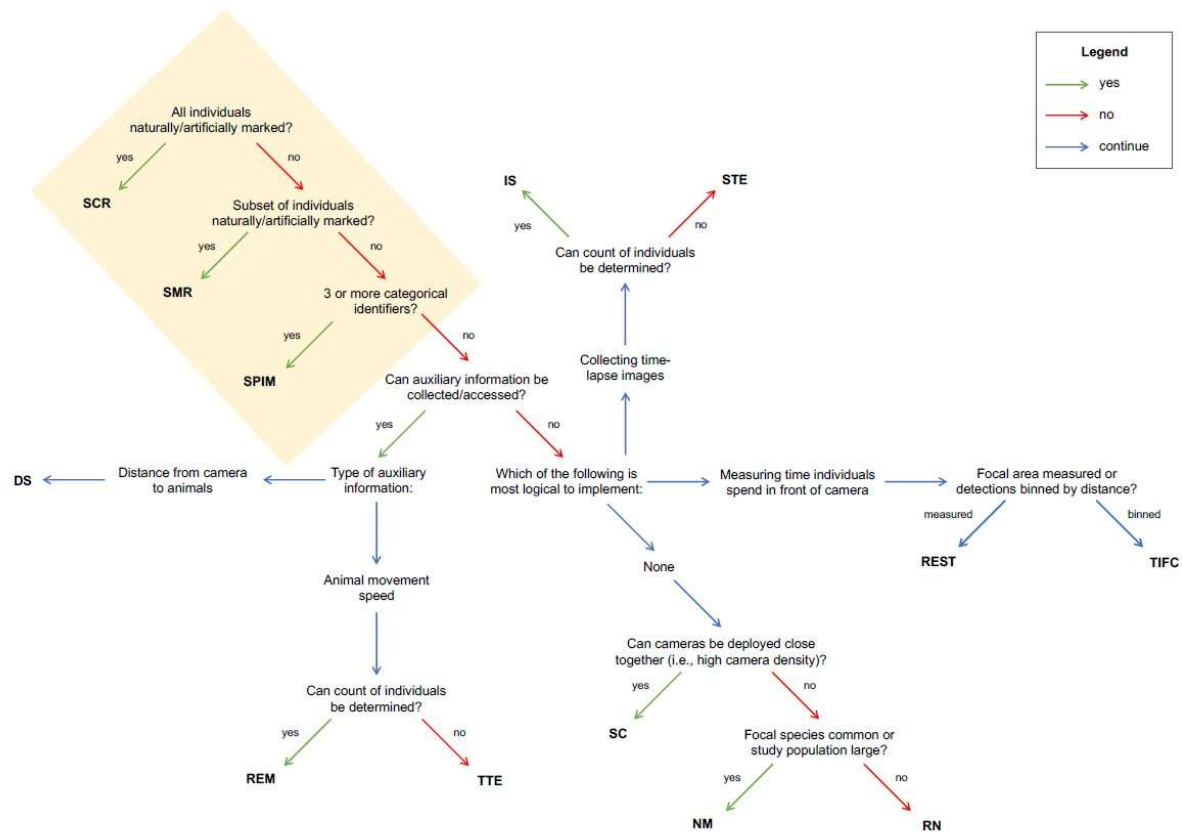 Legend
yes
no
continue
All individuals
naturally/artificially marked?
yes
no
SCR
Subset of individuals
naturally/artificially marked?
yes
no
SMR
3 or more categorical
identifiers?
yes
no
SPIM
Can auxiliary information be
collected/accessed?
yes
no
IS
STE
yes
no
Can count of individuals
be determined?
Collecting time-
lapse images
DS
Distance from camera
to animals
Type of auxiliary
information:
Which of the following is
most logical to implement:
Measuring time individuals
spend in front of camera
Focal area measured or
detections binned by distance?
measured
binned
REST
TIFC
Animal movement
speed
Can count of individuals
be determined?
yes
no
REM
TTE
None
Can cameras be deployed close
together (i.e., high camera density)?
yes
no
SC
Focal species common or
study population large?
yes
no
NM
RN